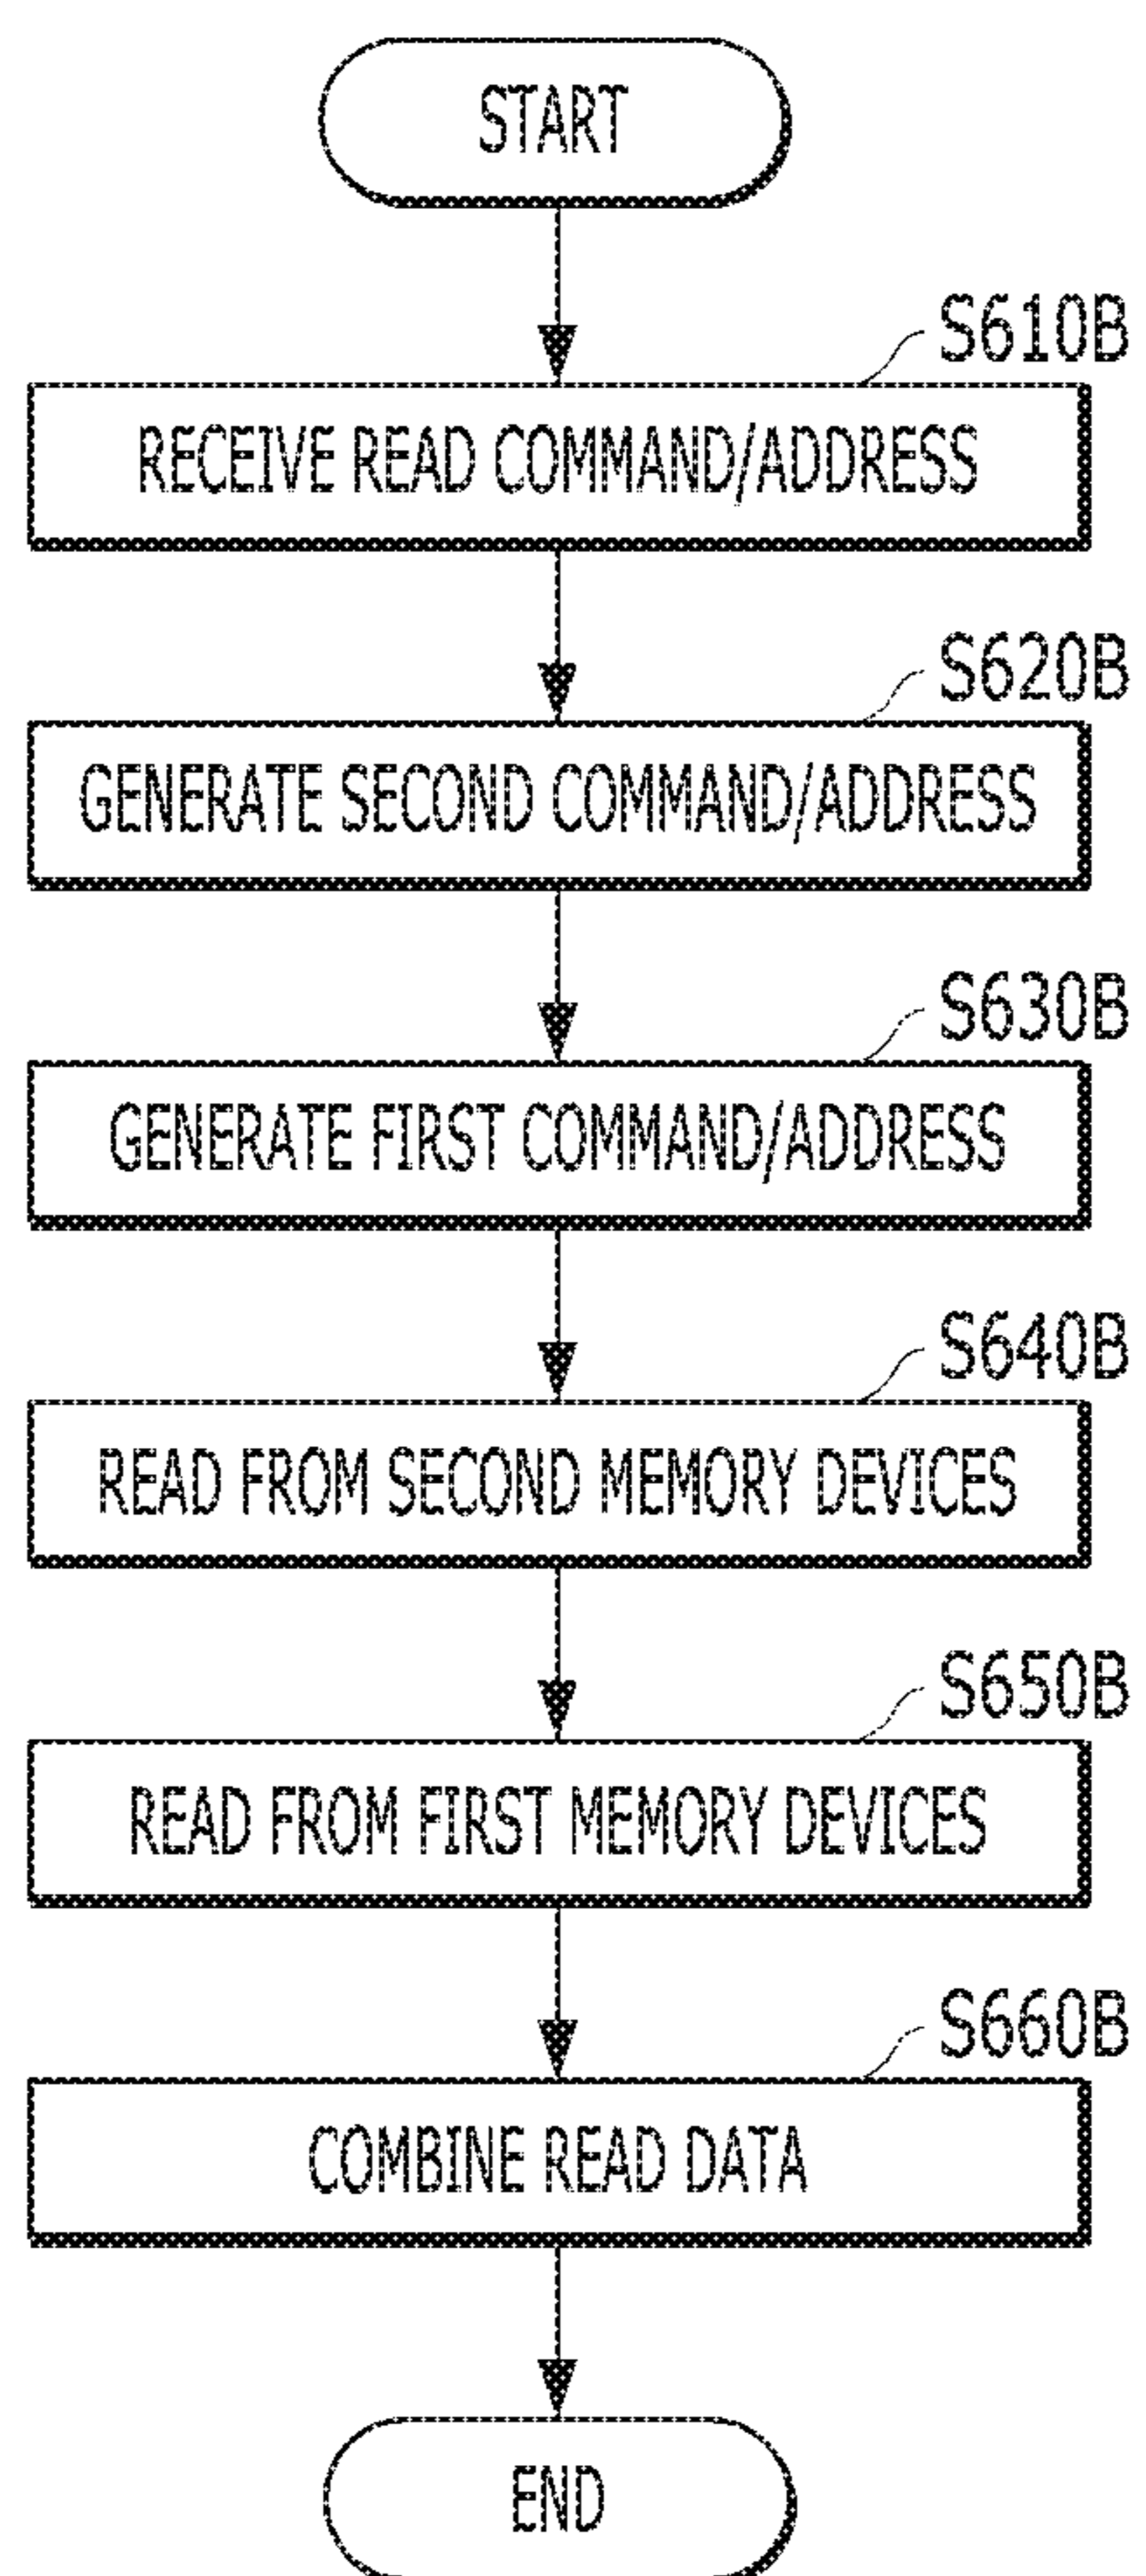 START
S610B
RECEIVE READ COMMAND/ADDRESS
S620B
GENERATE SECOND COMMAND/ADDRESS
S630B
GENERATE FIRST COMMAND/ADDRESS
S640B
READ FROM SECOND MEMORY DEVICES
S650B
READ FROM FIRST MEMORY DEVICES
S660B
COMBINE READ DATA
END